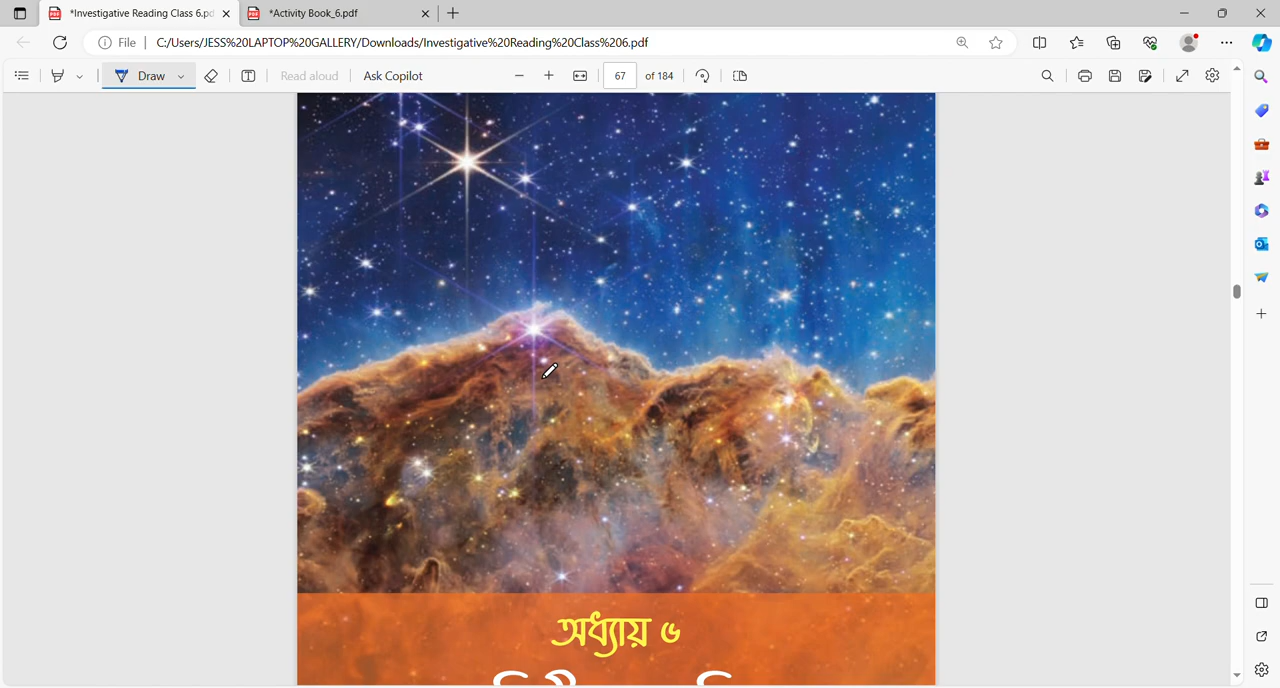 *Investigative Reading Class 6.pd
*Activity Book_6.pdf
File
C:/Users/JESS%20LAPTOP%20GALLERY/Downloads/Investigative%20Reading%20Class%206.pdf
Draw
Read aloud
Ask Copilot
67
of 184
অধ্যায় ৬